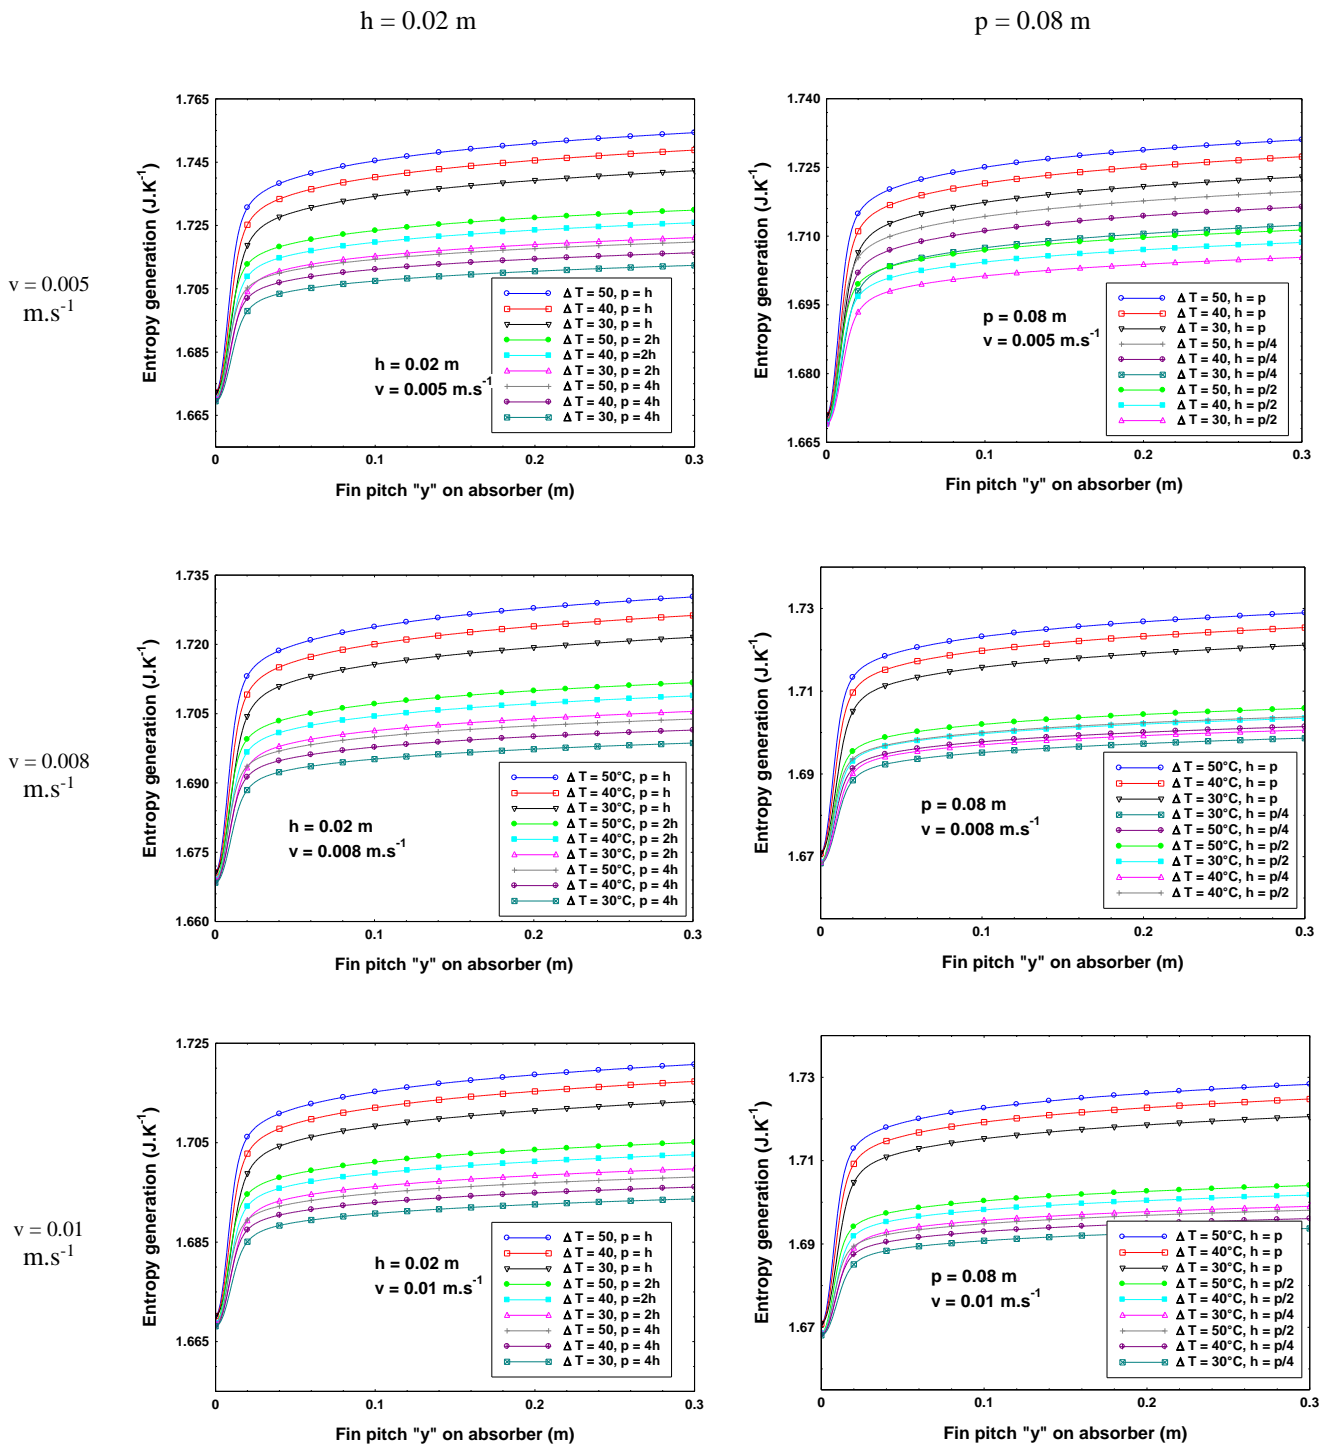 h = 0.02 m
p = 0.08 m
v = 0.005
m.s-1
Entropy generation (J.K-1)
1.765
1.745
1.725
1.705
1.685
1.665
0
0.1
0.2
0.3
Fin pitch "y" on absorber (m)
h = 0.02 m
v = 0.005 m.s-1
Δ T = 50, p = h
Δ T = 40, p = h
Δ T = 30, p = h
Δ T = 50, p = 2h
Δ T = 40, p =2h
Δ T = 30, p = 2h
Δ T = 50, p = 4h
Δ T = 40, p = 4h
Δ T = 30, p = 4h
Entropy generation (J.K-1)
1.740
1.725
1.710
1.695
1.680
1.665
0
0.1
0.2
0.3
Fin pitch "y" on absorber (m)
p = 0.08 m
v = 0.005 m.s-1
Δ T = 50, h = p
Δ T = 40, h = p
Δ T = 30, h = p
Δ T = 50, h = p/4
Δ T = 40, h = p/4
Δ T = 30, h = p/4
Δ T = 50, h = p/2
Δ T = 40, h = p/2
Δ T = 30, h = p/2
v = 0.008
m.s-1
Entropy generation (J.K-1)
1.735
1.720
1.705
1.690
1.675
1.660
0
0.1
0.2
0.3
Fin pitch "y" on absorber (m)
h = 0.02 m
v = 0.008 m.s-1
Δ T = 50°C, p = h
Δ T = 40°C, p = h
Δ T = 30°C, p = h
Δ T = 50°C, p = 2h
Δ T = 40°C, p = 2h
Δ T = 30°C, p = 2h
Δ T = 50°C, p = 4h
Δ T = 40°C, p = 4h
Δ T = 30°C, p = 4h
Entropy generation (J.K-1)
1.73
1.71
1.69
1.67
0
0.1
0.2
0.3
Fin pitch "y" on absorber (m)
p = 0.08 m
v = 0.008 m.s-1
Δ T = 50°C, h = p
Δ T = 40°C, h = p
Δ T = 30°C, h = p
Δ T = 30°C, h = p/4
Δ T = 50°C, h = p/4
Δ T = 50°C, h = p/2
Δ T = 30°C, h = p/2
Δ T = 40°C, h = p/4
Δ T = 40°C, h = p/2
v = 0.01
m.s-1
Entropy generation (J.K-1)
1.725
1.705
1.685
1.665
0
0.1
0.2
0.3
Fin pitch "y" on absorber (m)
h = 0.02 m
v = 0.01 m.s-1
Δ T = 50, p = h
Δ T = 40, p = h
Δ T = 30, p = h
Δ T = 50, p = 2h
Δ T = 40, p =2h
Δ T = 30, p = 2h
Δ T = 50, p = 4h
Δ T = 40, p = 4h
Δ T = 30, p = 4h
Entropy generation (J.K-1)
1.73
1.71
1.69
1.67
0
0.1
0.2
0.3
Fin pitch "y" on absorber (m)
p = 0.08 m
v = 0.01 m.s-1
Δ T = 50°C, h = p
Δ T = 40°C, h = p
Δ T = 30°C, h = p
Δ T = 50°C, h = p/2
Δ T = 40°C, h = p/2
Δ T = 30°C, h = p/4
Δ T = 50°C, h = p/2
Δ T = 40°C, h = p/4
Δ T = 30°C, h = p/4